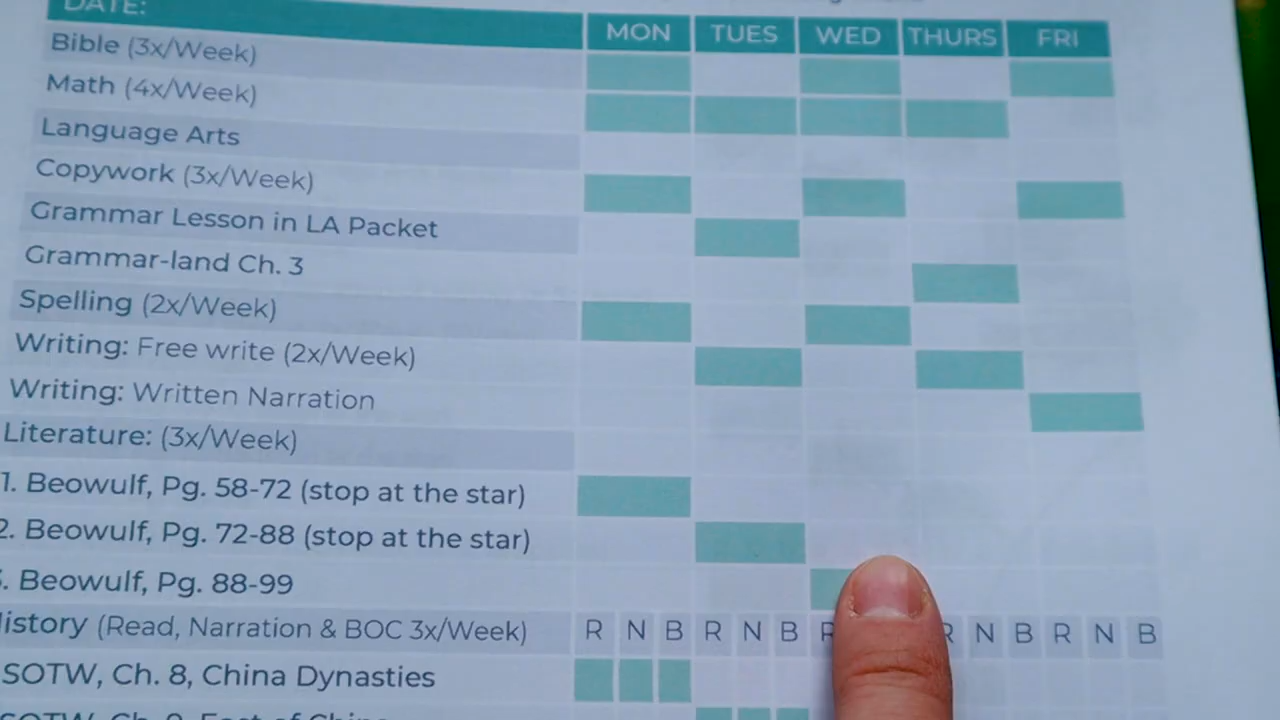 DATE: MON TUES WED THURS FRI
Bible (3x/Week)
Math (4x/Week)
Language Arts
Copywork (3x/Week)
Grammar Lesson in LA Packet
Grammar-land Ch. 3
Spelling (2x/Week)
Writing: Free write (2x/Week)
Writing: Written Narration
Literature: (3x/Week)
1. Beowulf, Pg. 58-72 (stop at the star)
2. Beowulf, Pg. 72-88 (stop at the star)
. Beowulf, Pg. 88-99
istory (Read, Narration & BOC 3x/Week) R N B R N B R R N B R N B
SOTW, Ch. 8, China Dynasties